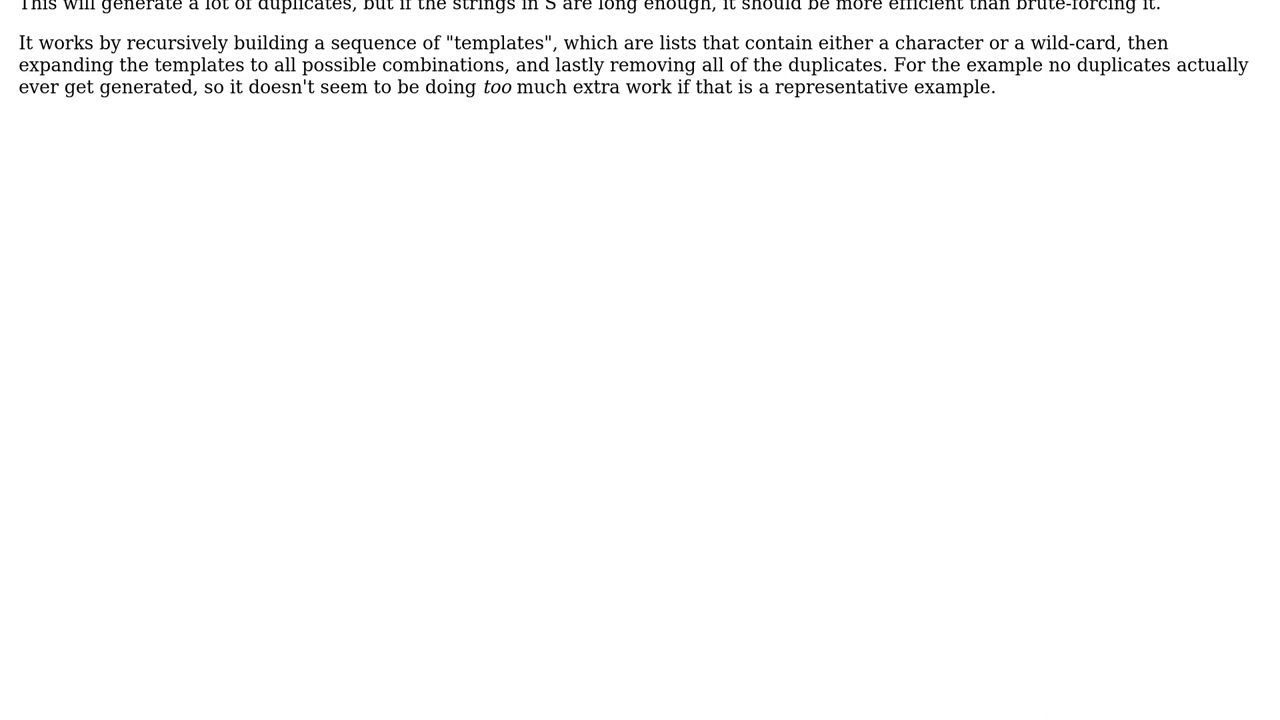 This will generate a lot of duplicates, but if the strings in S are long enough, it should be more efficient than brute-forcing it.
It works by recursively building a sequence of "templates", which are lists that contain either a character or a wild-card, then
expanding the templates to all possible combinations, and lastly removing all of the duplicates. For the example no duplicates actually
ever get generated, so it doesn't seem to be doing too much extra work if that is a representative example.